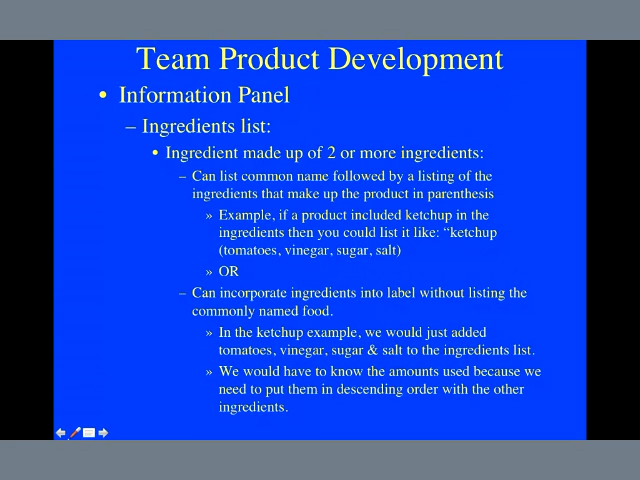 Team Product Development
• Information Panel
– Ingredients list:
• Ingredient made up of 2 or more ingredients:
– Can list common name followed by a listing of the
ingredients that make up the product in parenthesis
» Example, if a product included ketchup in the
ingredients then you could list it like: “ketchup
(tomatoes, vinegar, sugar, salt)
» OR
– Can incorporate ingredients into label without listing the
commonly named food.
» In the ketchup example, we would just added
tomatoes, vinegar, sugar & salt to the ingredients list.
» We would have to know the amounts used because we
need to put them in descending order with the other
ingredients.